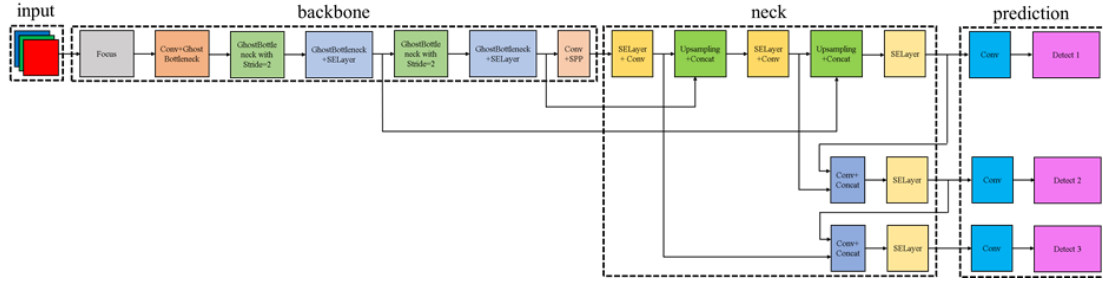 input
backbone
neck
prediction
Focus
Conv+Ghost
Bottleneck
GhostBottle
neck with
Stride=2
GhostBottleneck
+SELayer
GhostBottle
neck with
Stride=2
GhostBottleneck
+SELayer
Conv
+SPP
SELayer
+ Conv
Upsampling
+Concat
SELayer
+Conv
Upsampling
+Concat
SELayer
Conv
Detect 1
Conv+
Concat
SELayer
Conv
Detect 2
Conv+
Concat
SELayer
Conv
Detect 3